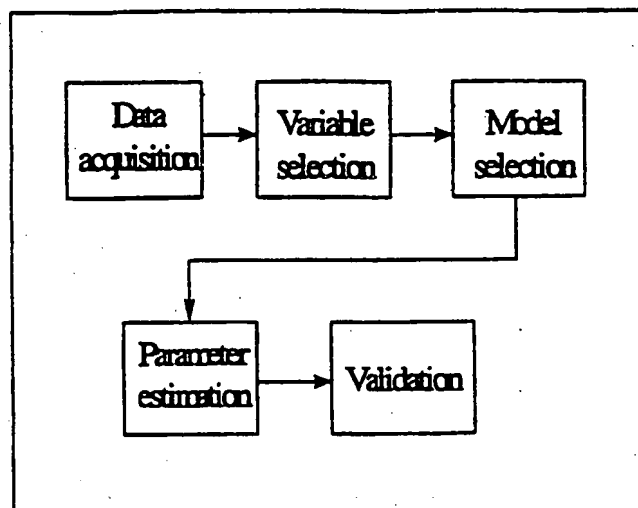 Data
acquisition
Variable
selection
Model
selection
Parameter
estimation
Validation